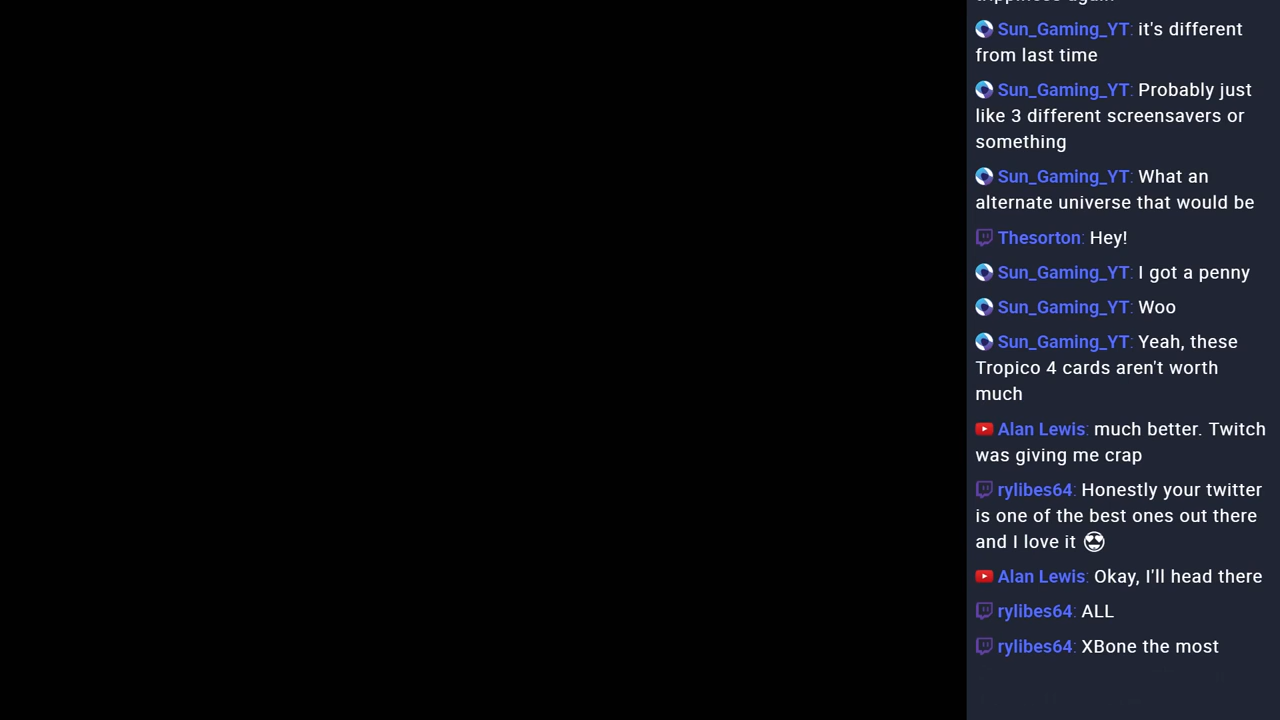 Sun_Gaming_YT: it's different
from last time
Sun_Gaming_YT: Probably just
like 3 different screensavers or
something
Sun_Gaming_YT: What an
alternate universe that would be
Thesorton: Hey!
Sun_Gaming_YT: I got a penny
Sun_Gaming_YT: Woo
Sun_Gaming_YT: Yeah, these
Tropico 4 cards aren't worth
much
Alan Lewis: much better. Twitch
was giving me crap
rylibes64: Honestly your twitter
is one of the best ones out there
and I love it 😍
Alan Lewis: Okay, I'll head there
rylibes64: ALL
rylibes64: XBone the most